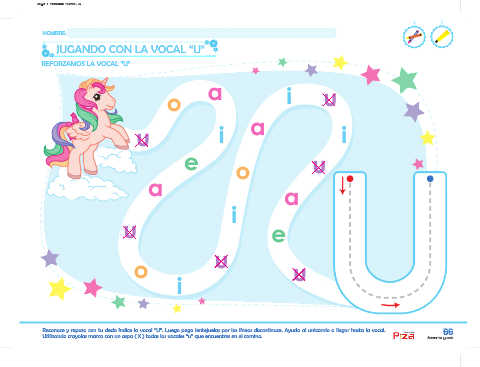 NOMBRE:
JUGANDO CON LA VOCAL "U"
REFORZAMOS LA VOCAL "U"
a i
o u
a
u i i
e u
o
a a
i
u e
u
o u
i
Reconoce y repasa con tu dedo índice la vocal "U". Luego pega lentejuelas por las líneas discontinuas. Ayuda al unicornio a llegar hasta la vocal.
Utilizando crayolas marca con un aspa ( X ) todas las vocales "u" que encuentres en el camino.
66